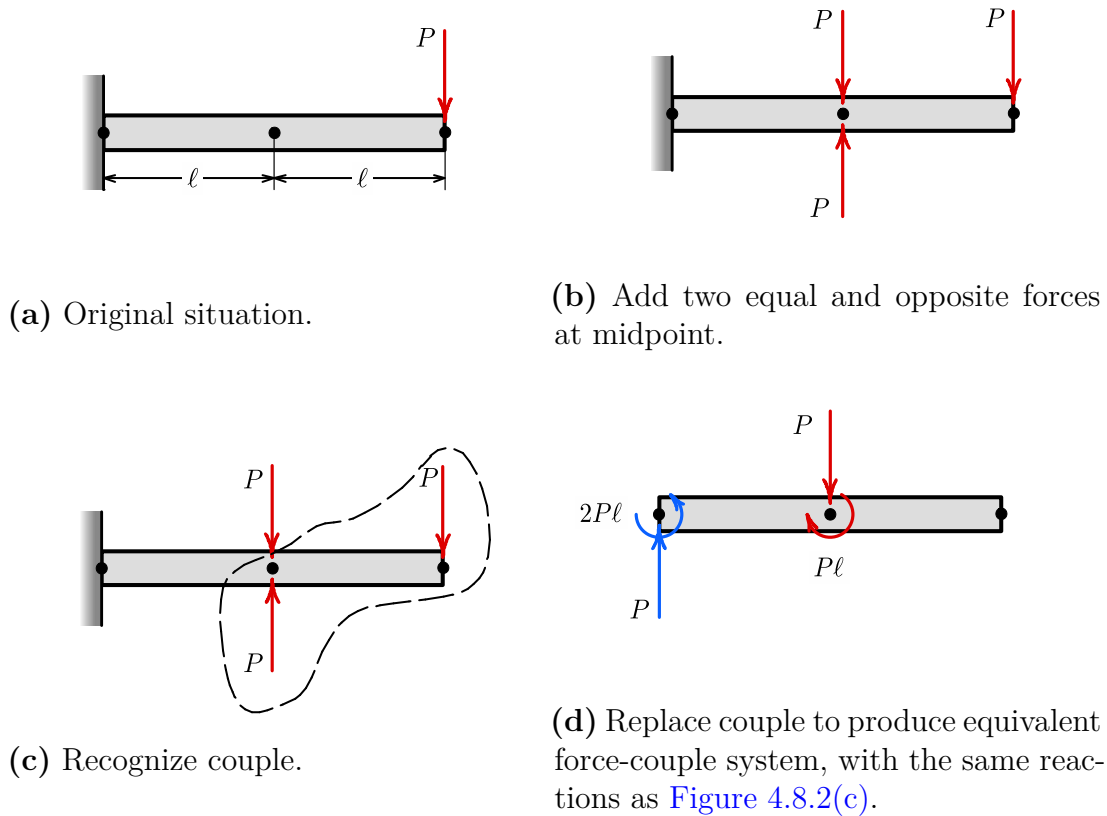 P
ℓ
ℓ
(a) Original situation.
P
P
P
(b) Add two equal and opposite forces
at midpoint.
P
P
P
(c) Recognize couple.
P
2Pℓ
Pℓ
P
(d) Replace couple to produce equivalent
force-couple system, with the same reac-
tions as Figure 4.8.2(c).